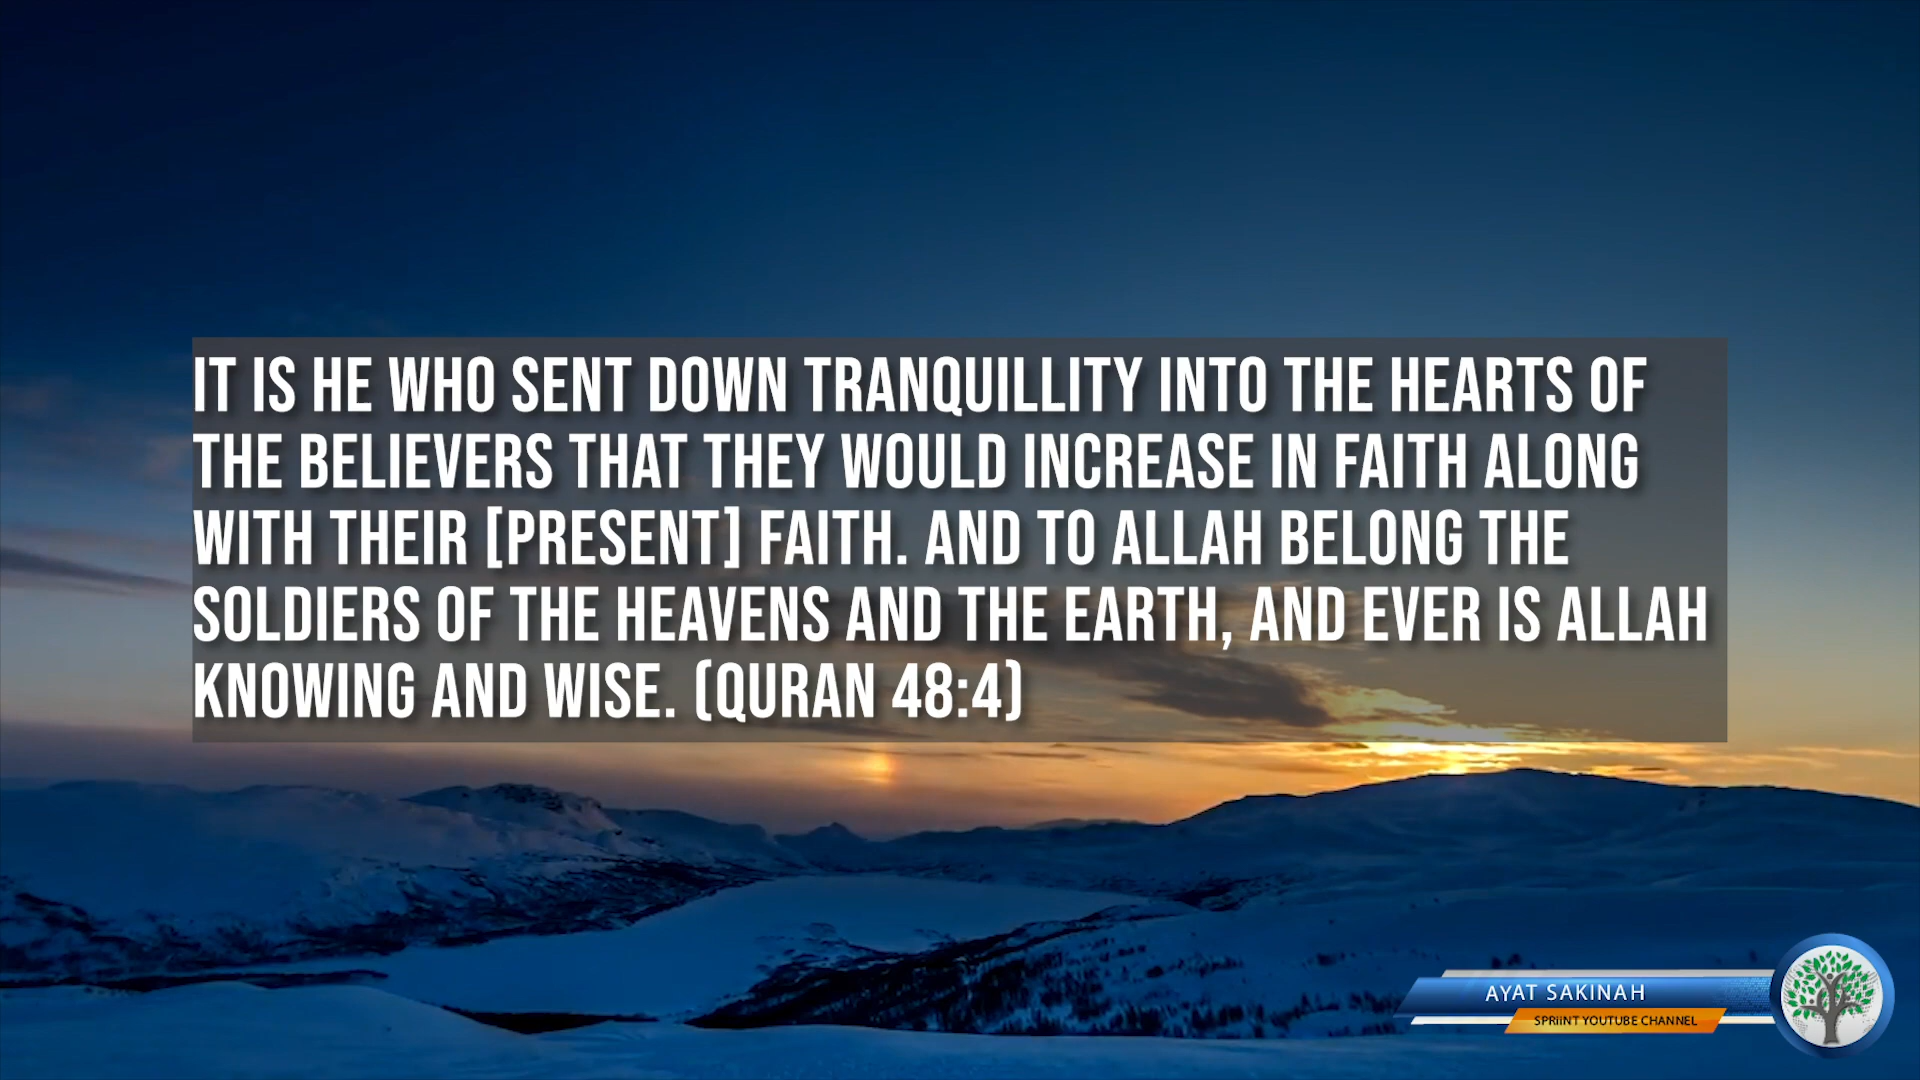 IT IS HE WHO SENT DOWN TRANQUILLITY INTO THE HEARTS OF
THE BELIEVERS THAT THEY WOULD INCREASE IN FAITH ALONG
WITH THEIR [PRESENT] FAITH. AND TO ALLAH BELONG THE
SOLDIERS OF THE HEAVENS AND THE EARTH, AND EVER IS ALLAH
KNOWING AND WISE. (QURAN 48:4)
AYAT SAKINAH
SPRiiNT YOUTUBE CHANNEL